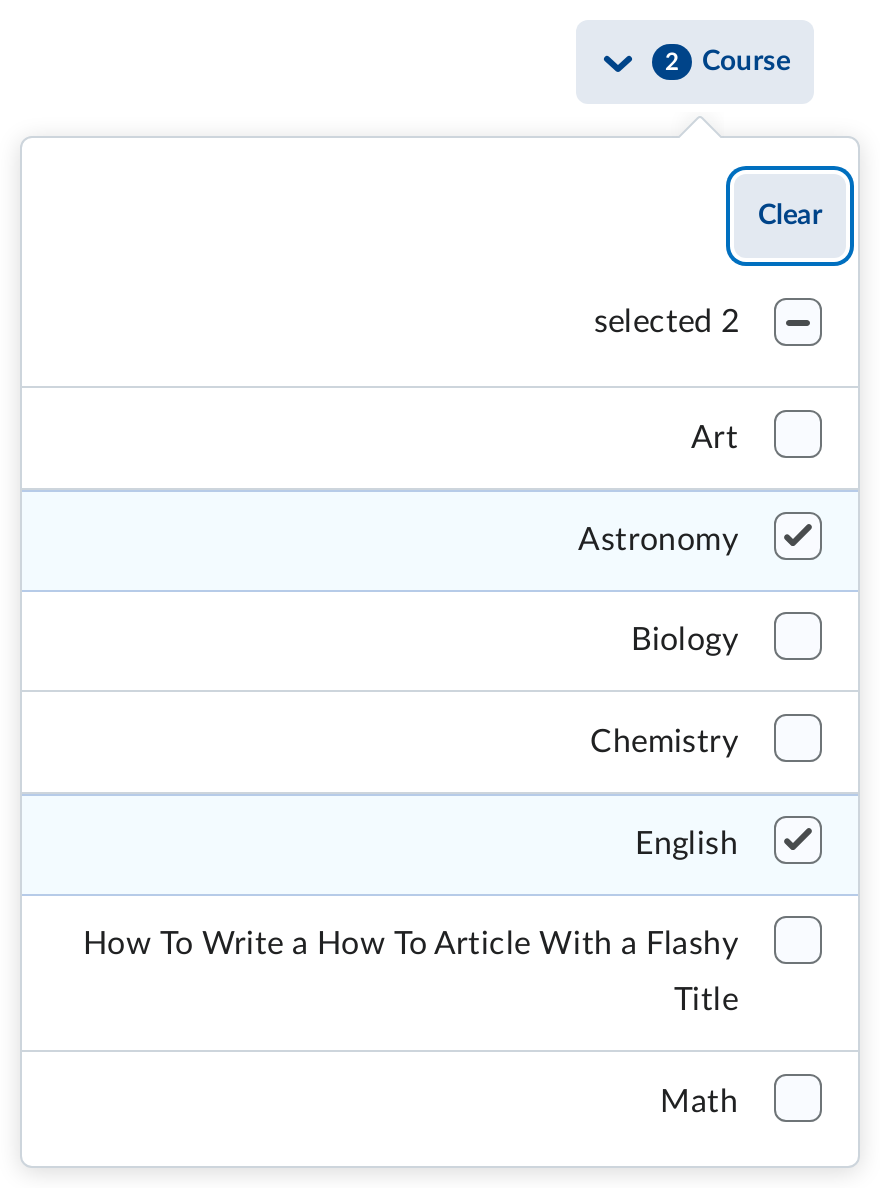 2 Course
Clear
selected 2
Art
Astronomy
Biology
Chemistry
English
How To Write a How To Article With a Flashy
Title
Math